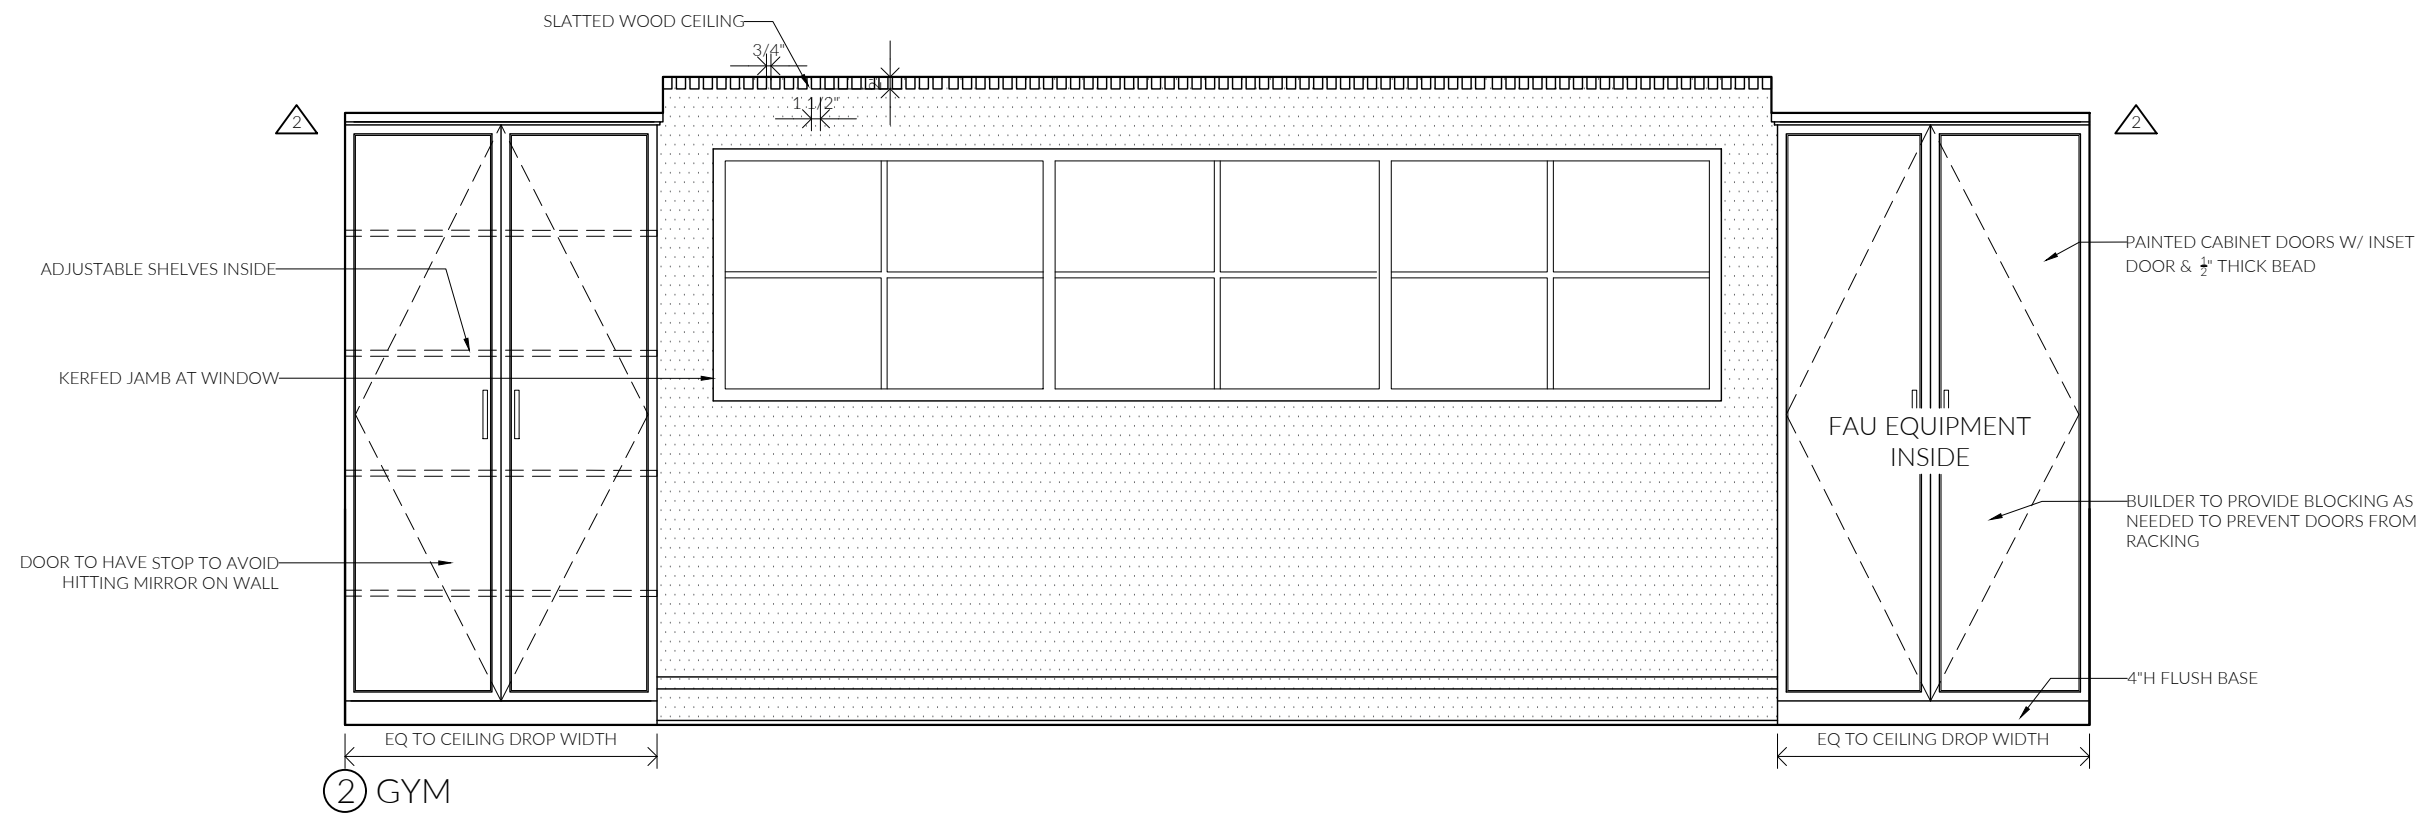 SLATTED WOOD CEILING
3/4"
1 1/2"
2
2
ADJUSTABLE SHELVES INSIDE
KERFED JAMB AT WINDOW
DOOR TO HAVE STOP TO AVOID
HITTING MIRROR ON WALL
PAINTED CABINET DOORS W/ INSET
DOOR & 1/2" THICK BEAD
FAU EQUIPMENT
INSIDE
BUILDER TO PROVIDE BLOCKING AS
NEEDED TO PREVENT DOORS FROM
RACKING
4"H FLUSH BASE
EQ TO CEILING DROP WIDTH
EQ TO CEILING DROP WIDTH
2 GYM